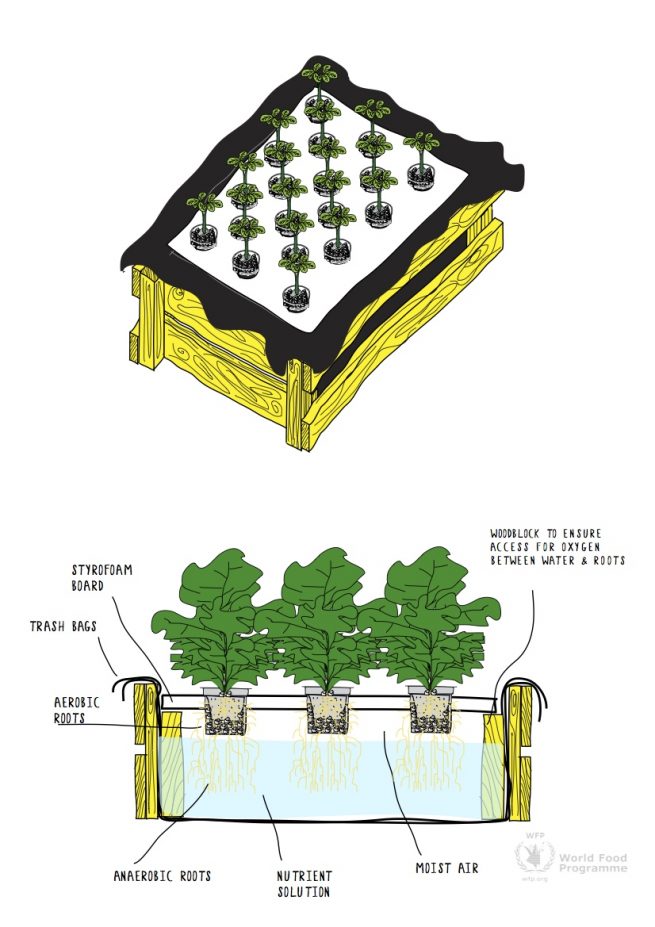 WOODBLOCK TO ENSURE
ACCESS FOR OXYGEN
BETWEEN WATER & ROOTS
STYROFOAM
BOARD
TRASH BAGS
AEROBIC
ROOTS
ANAEROBIC ROOTS
NUTRIENT
SOLUTION
MOIST AIR
WFP
wfp.org
World Food
Programme